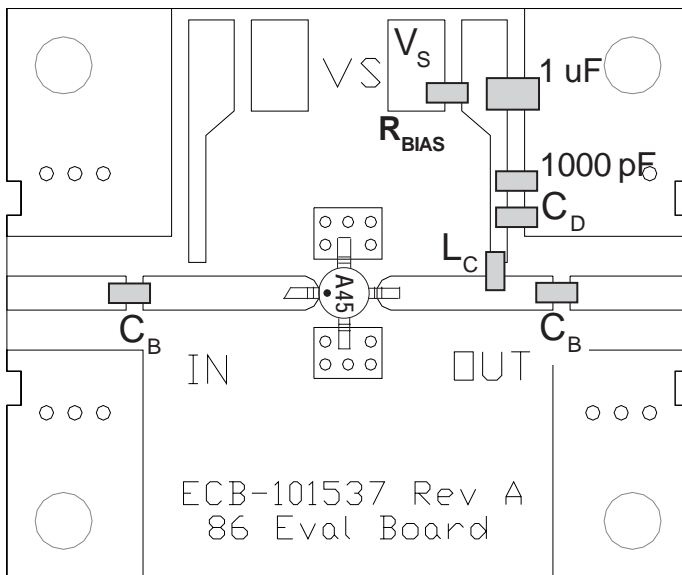 VS
VS
1 uF
RBIAS
1000 pF
CD
LC
A45
CB
CB
IN
OUT
ECB-101537 Rev A
86 Eval Board